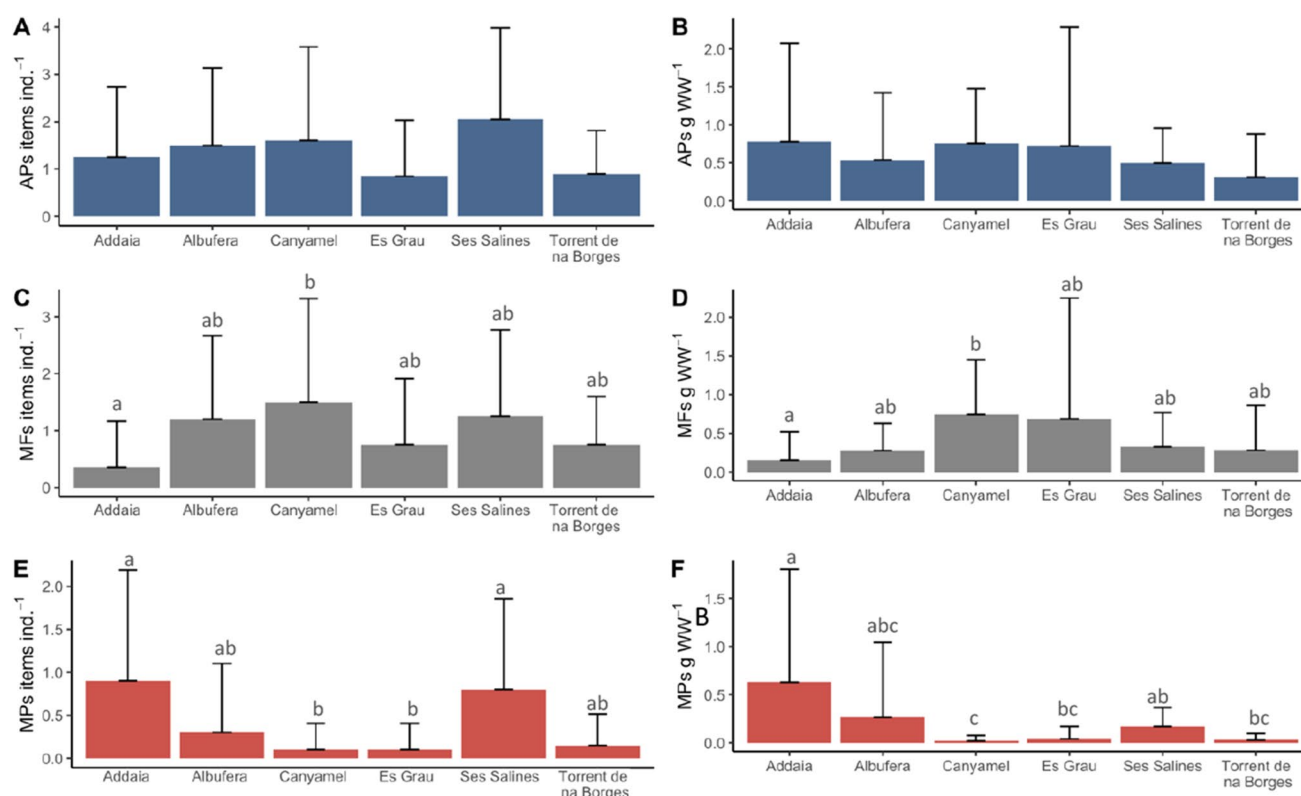 A
APs items ind.⁻¹
4
3
2
1
0
Addaia
Albufera
Canyamel
Es Grau
Ses Salines
Torrent de
na Borges
B
APs g WW⁻¹
2.0
1.5
1.0
0.5
0.0
Addaia
Albufera
Canyamel
Es Grau
Ses Salines
Torrent de
na Borges
C
MFs items ind.⁻¹
3
2
1
0
a
ab
b
ab
ab
ab
Addaia
Albufera
Canyamel
Es Grau
Ses Salines
Torrent de
na Borges
D
MFs g WW⁻¹
2.0
1.5
1.0
0.5
0.0
a
ab
b
ab
ab
ab
Addaia
Albufera
Canyamel
Es Grau
Ses Salines
Torrent de
na Borges
E
MPs items ind.⁻¹
2.0
1.5
1.0
0.5
0.0
a
ab
b
b
a
ab
Addaia
Albufera
Canyamel
Es Grau
Ses Salines
Torrent de
na Borges
F
B
MPs g WW⁻¹
1.5
1.0
0.5
0.0
a
abc
c
bc
ab
bc
Addaia
Albufera
Canyamel
Es Grau
Ses Salines
Torrent de
na Borges